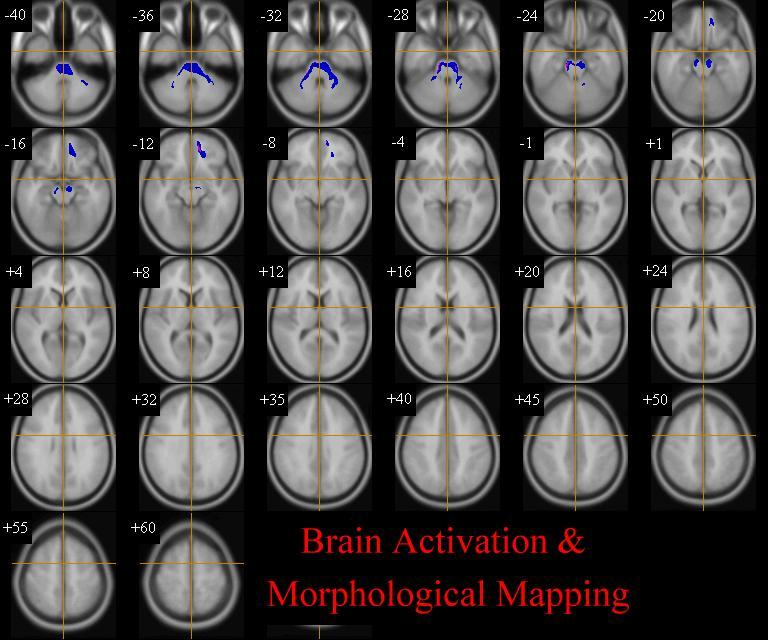 -40 -36 -32 -28 -24 -20
-16 -12 -8 -4 -1 +1
+4 +8 +12 +16 +20 +24
+28 +32 +35 +40 +45 +50
+55 +60
Brain Activation &
Morphological Mapping